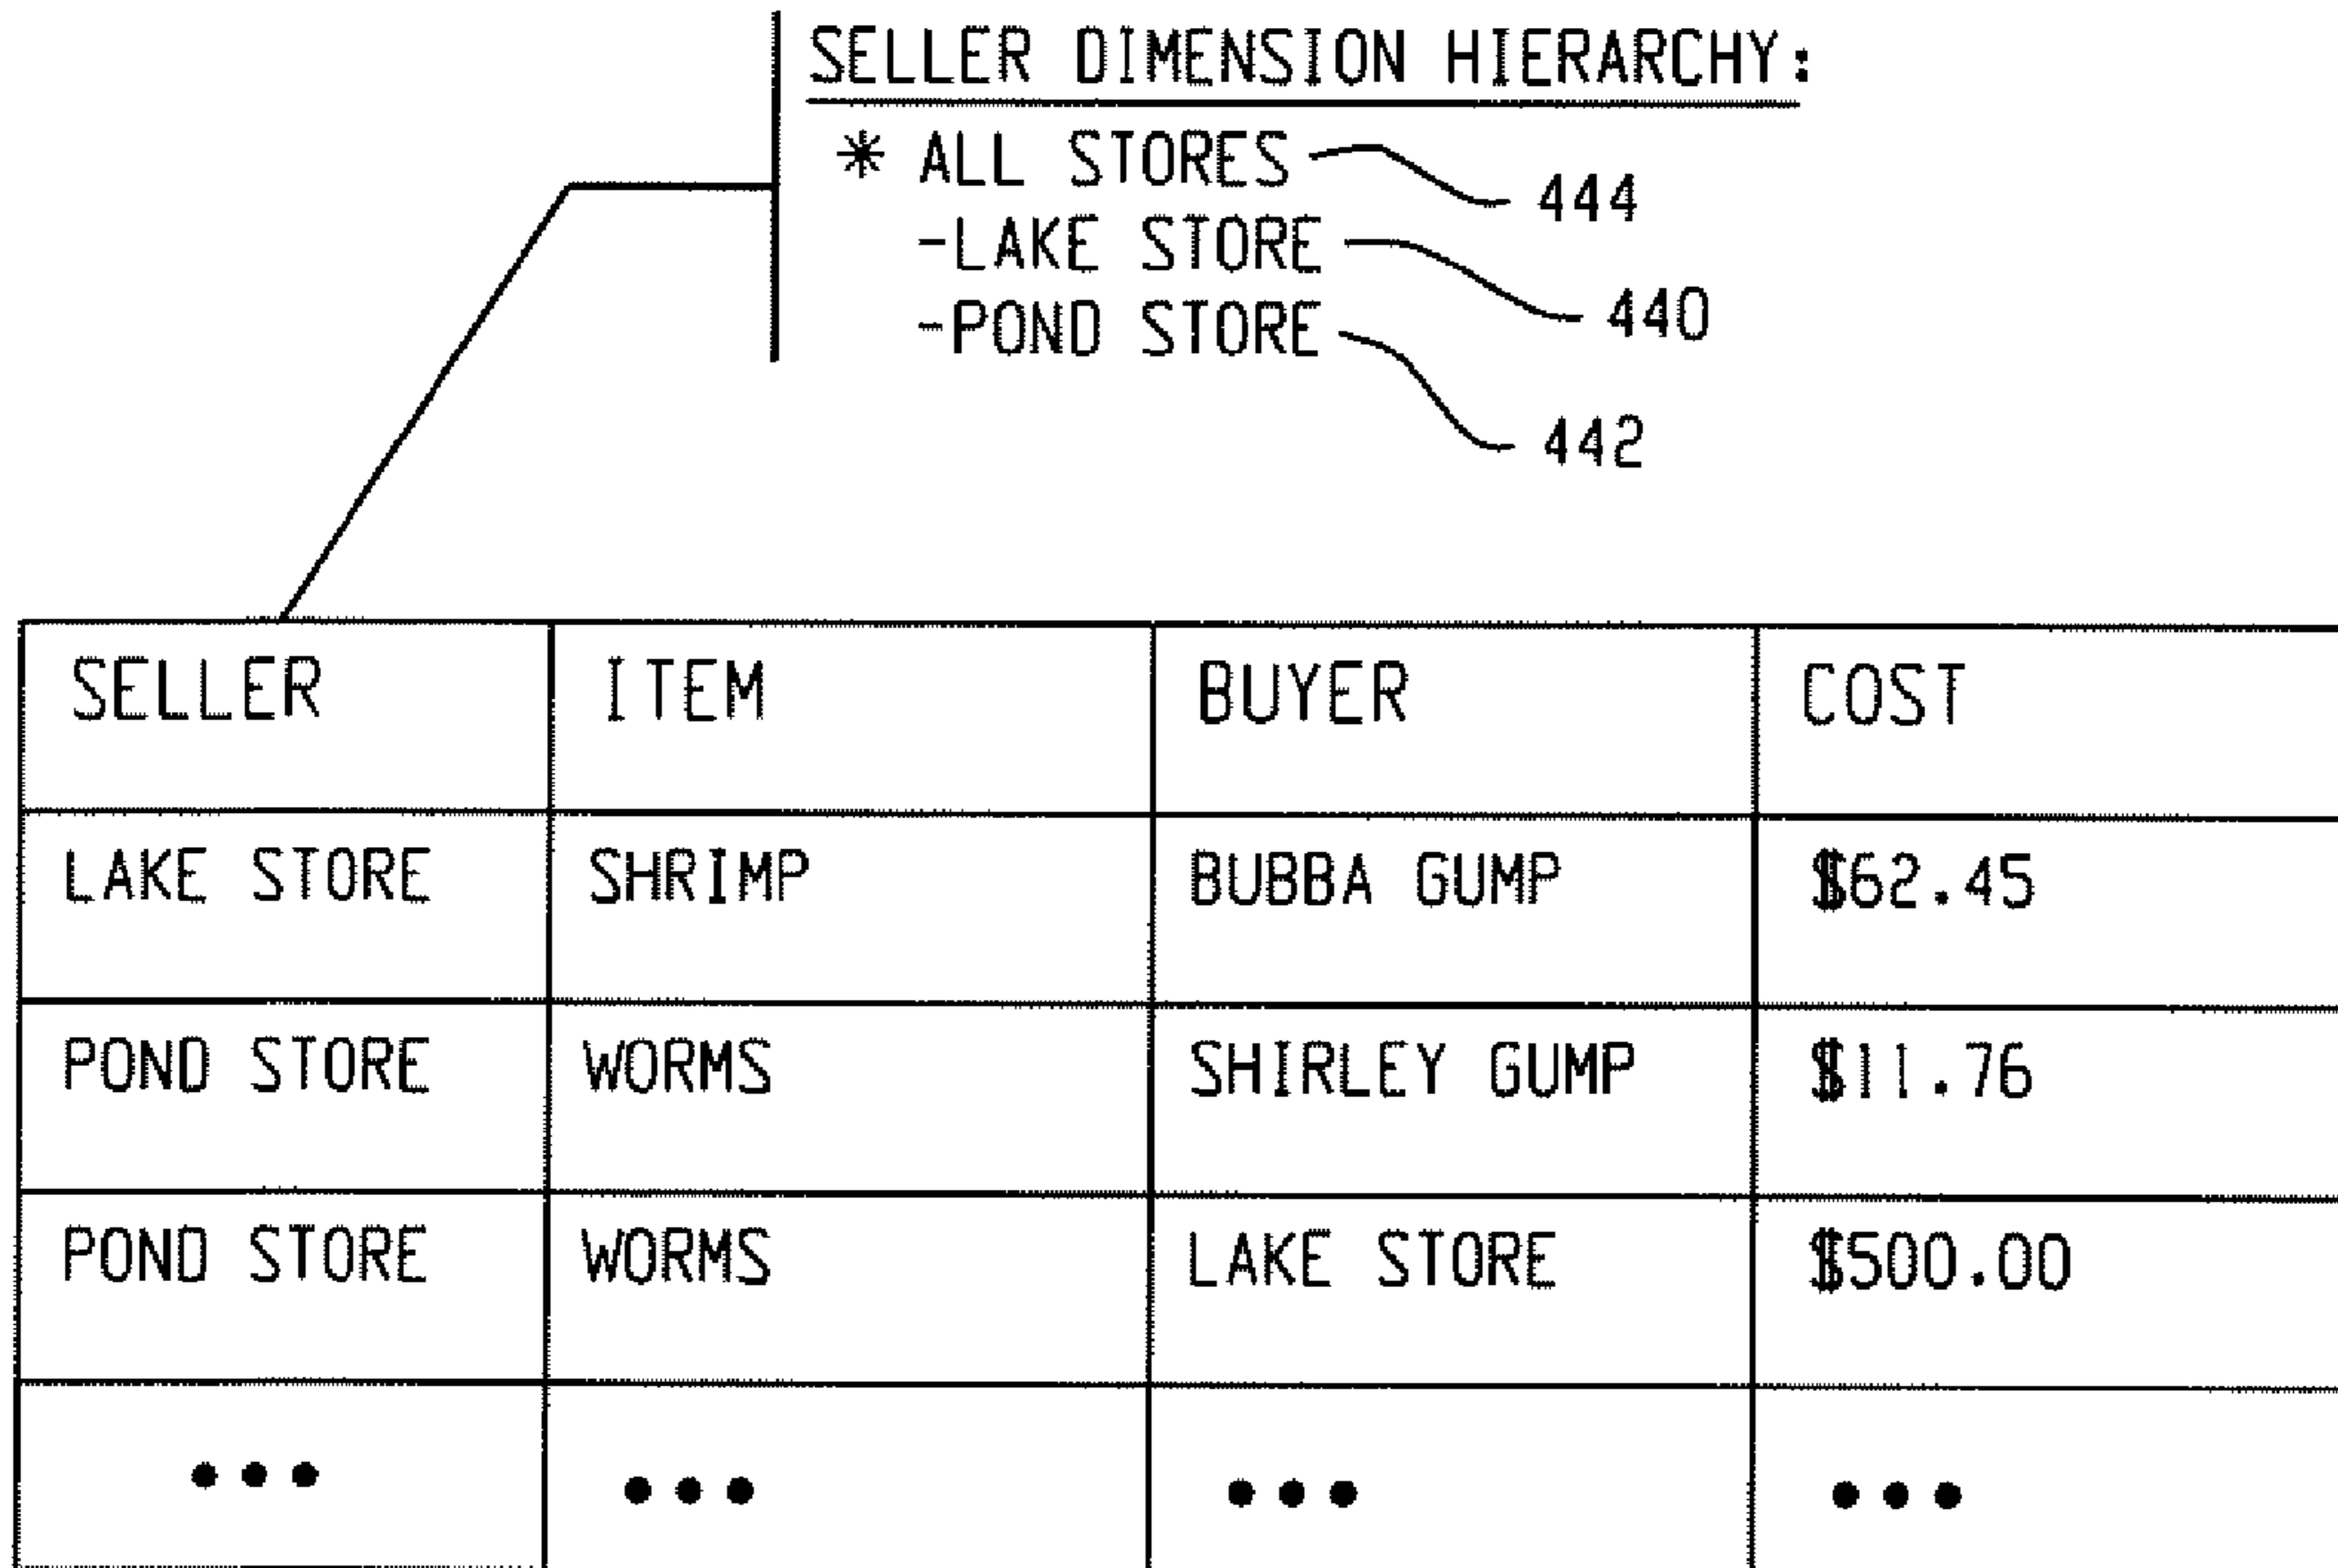 SELLER DIMENSION HIERARCHY:
* ALL STORES 444
-LAKE STORE 440
-POND STORE 442
SELLER ITEM BUYER COST
LAKE STORE SHRIMP BUBBA GUMP $62.45
POND STORE WORMS SHIRLEY GUMP $11.76
POND STORE WORMS LAKE STORE $500.00
••• ••• ••• •••